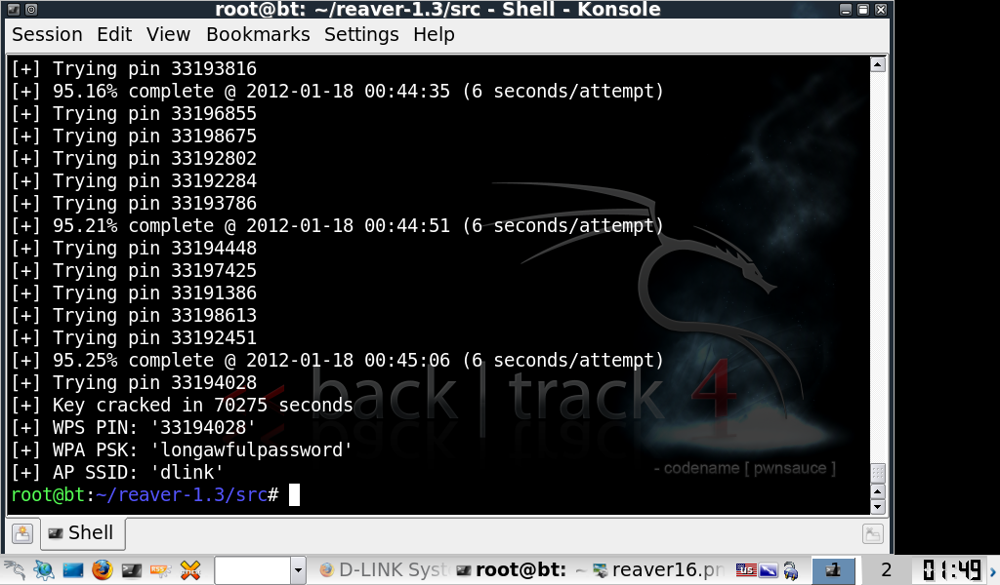 root@bt: ~/reaver-1.3/src - Shell - Konsole
Session Edit View Bookmarks Settings Help
[+] Trying pin 33193816
[+] 95.16% complete @ 2012-01-18 00:44:35 (6 seconds/attempt)
[+] Trying pin 33196855
[+] Trying pin 33198675
[+] Trying pin 33192802
[+] Trying pin 33192284
[+] Trying pin 33193786
[+] 95.21% complete @ 2012-01-18 00:44:51 (6 seconds/attempt)
[+] Trying pin 33194448
[+] Trying pin 33197425
[+] Trying pin 33191386
[+] Trying pin 33198613
[+] Trying pin 33192451
[+] 95.25% complete @ 2012-01-18 00:45:06 (6 seconds/attempt)
[+] Trying pin 33194028
[+] Key cracked in 70275 seconds
[+] WPS PIN: '33194028'
[+] WPA PSK: 'longawfulpassword'
[+] AP SSID: 'dlink'
root@bt:~/reaver-1.3/src#
<< back | track 4
- codename [ pwnsauce ]
Shell
D-LINK Syst root@bt: ~ reaver16.pn 1 2 01:49